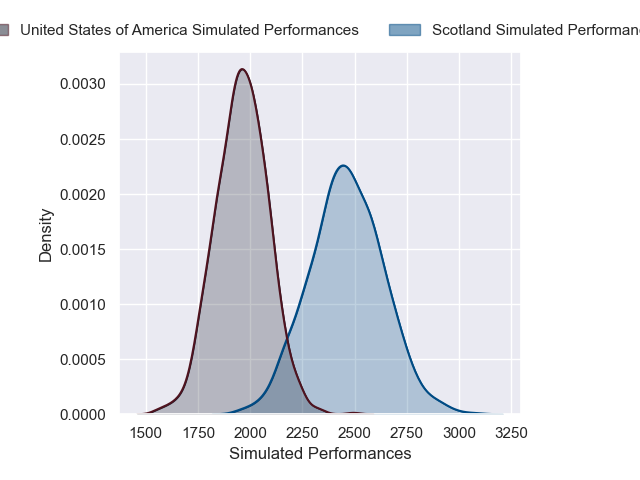 United States of America Simulated Performances
Scotland Simulated
0.0030
0.0025
0.0020
0.0015
0.0010
0.0005
0.0000
Density
1500 1750 2000 2250 2500 2750 3000 3250
Simulated Performances